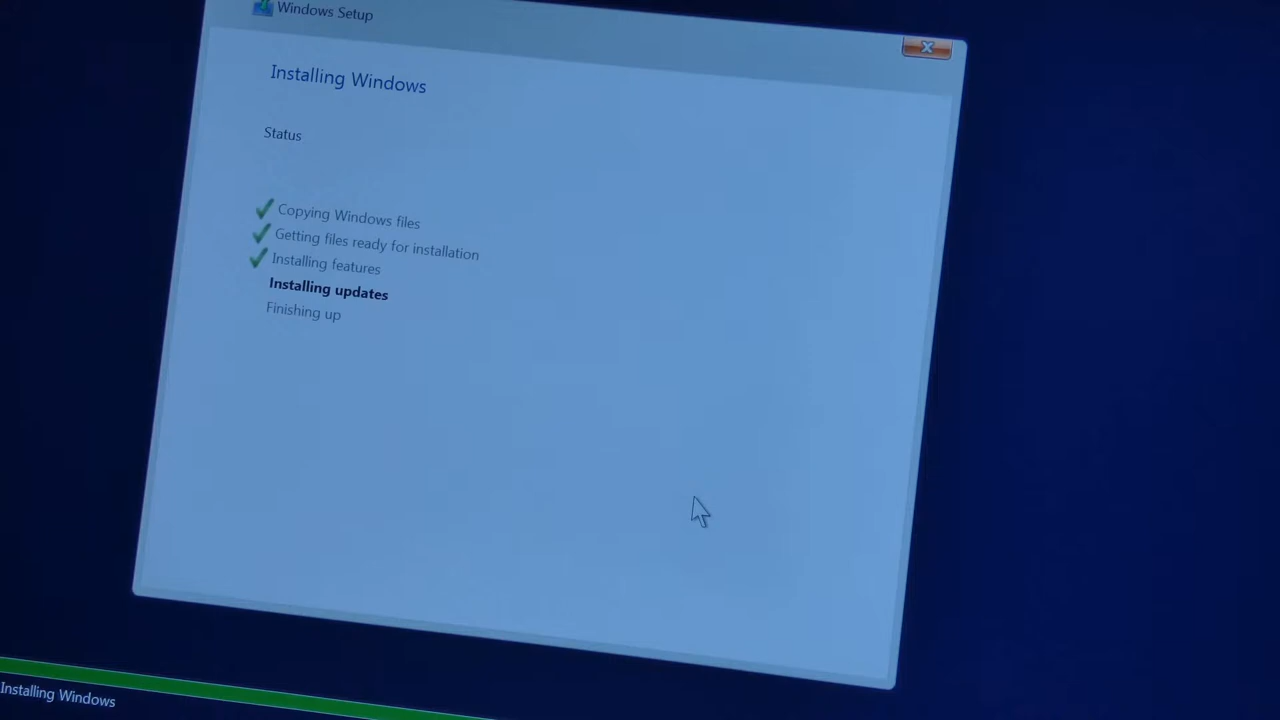 Windows Setup
Installing Windows
Status
Copying Windows files
Getting files ready for installation
Installing features
Installing updates
Finishing up
Installing Windows